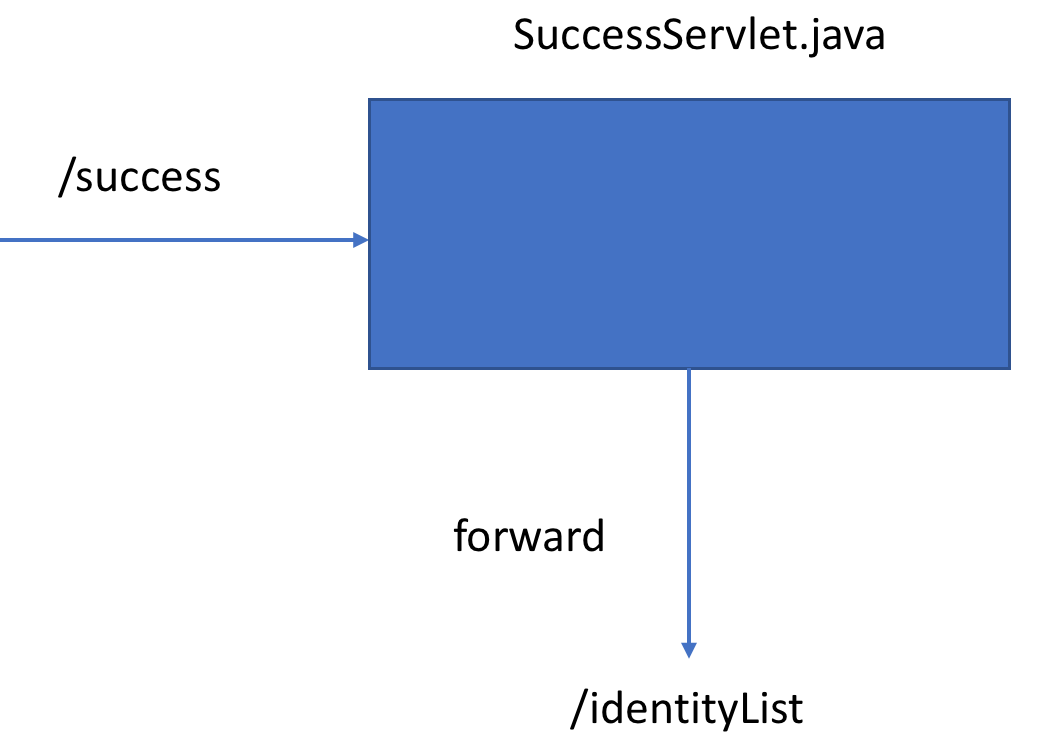 SuccessServlet.java
/success
forward
/identityList